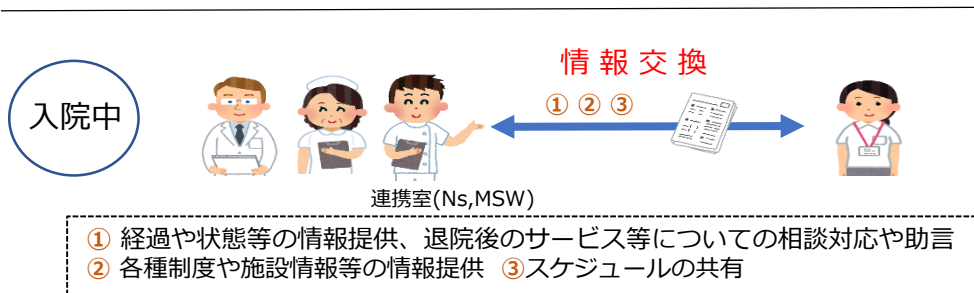 情報交換
①②③
入院中
連携室(Ns,MSW)
① 経過や状態等の情報提供、退院後のサービス等についての相談対応や助言
② 各種制度や施設情報等の情報提供 ③スケジュールの共有